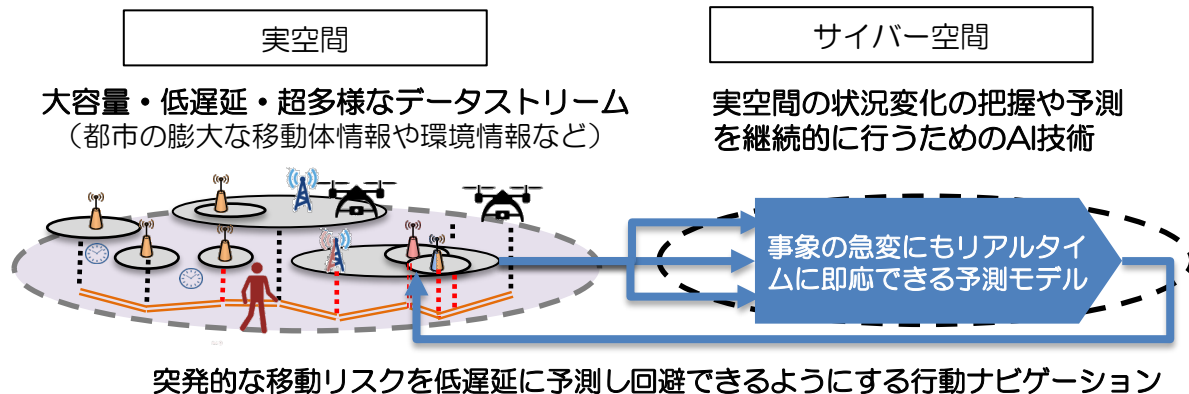 実空間
サイバー空間
大容量・低遅延・超多様なデータストリーム
（都市の膨大な移動体情報や環境情報など）
実空間の状況変化の把握や予測
を継続的に行うためのAI技術
事象の急変にもリアルタイ
ムに即応できる予測モデル
突発的な移動リスクを低遅延に予測し回避できるようにする行動ナビゲーション